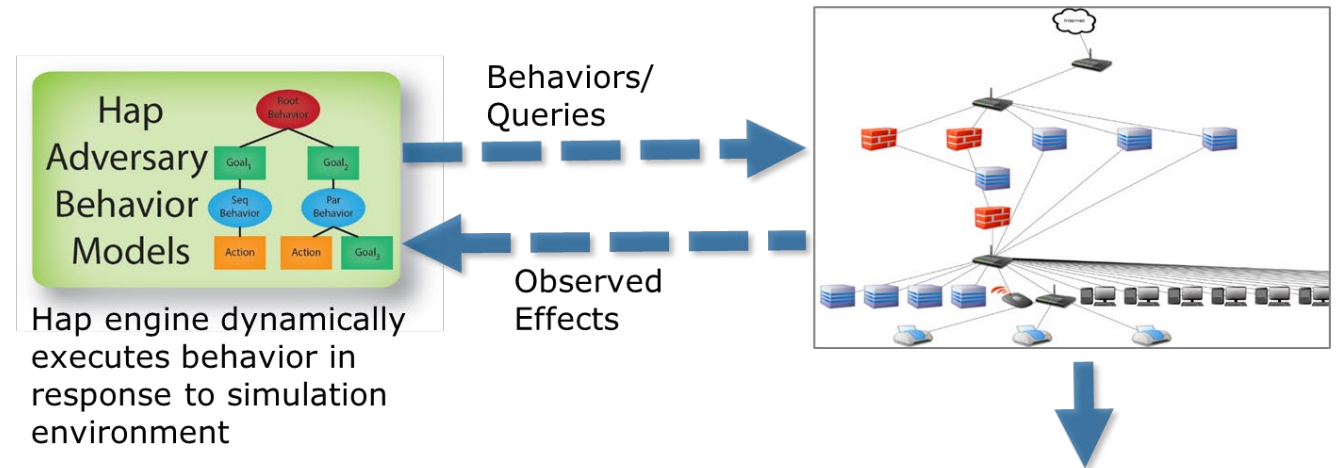 Hap
Adversary
Behavior
Models
Root
Behavior
Goal₁
Goal₂
Seq
Behavior
Par
Behavior
Action
Action
Goal₃
Hap engine dynamically
executes behavior in
response to simulation
environment
Behaviors/
Queries
Observed
Effects
Internet